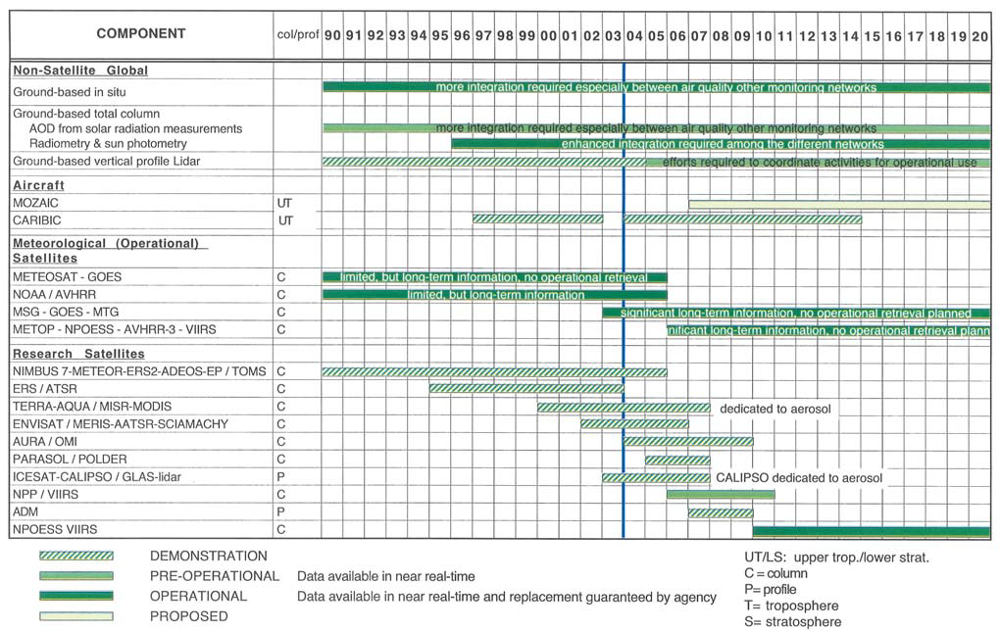 COMPONENT col/prof 90 91 92 93 94 95 96 97 98 99 00 01 02 03 04 05 06 07 08 09 10 11 12 13 14 15 16 17 18 19 20
Non-Satellite Global
Ground-based in situ more integration required especially between air quality other monitoring networks
Ground-based total column
AOD from solar radiation measurements more integration required especially between air quality other monitoring networks
Radiometry & sun photometry enhanced integration required among the different networks
Ground-based vertical profile Lidar efforts required to coordinate activities for operational use
Aircraft
MOZAIC UT
CARIBIC UT
Meteorological (Operational)
Satellites
METEOSAT - GOES C limited, but long-term information, no operational retrieval
NOAA / AVHRR C limited, but long-term information
MSG - GOES - MTG C significant long-term information, no operational retrieval planned
METOP - NPOESS - AVHRR-3 - VIIRS C nificant long-term information, no operational retrieval plann
Research Satellites
NIMBUS 7-METEOR-ERS2-ADEOS-EP / TOMS C
ERS / ATSR C
TERRA-AQUA / MISR-MODIS C dedicated to aerosol
ENVISAT / MERIS-AATSR-SCIAMACHY C
AURA / OMI C
PARASOL / POLDER C
ICESAT-CALIPSO / GLAS-lidar P CALIPSO dedicated to aerosol
NPP / VIIRS C
ADM P
NPOESS VIIRS C
DEMONSTRATION
PRE-OPERATIONAL Data available in near real-time
OPERATIONAL Data available in near real-time and replacement guaranteed by agency
PROPOSED
UT/LS: upper trop./lower strat.
C = column
P= profile
T= troposphere
S= stratosphere